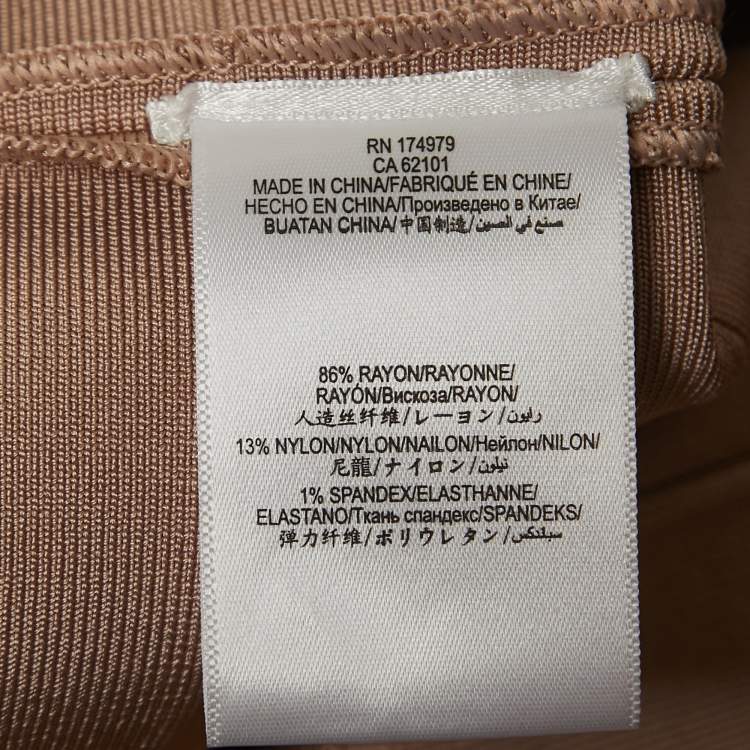 RN 174979
CA 62101
MADE IN CHINA/FABRIQUÉ EN CHINE/
HECHO EN CHINA/Произведено в Китае/
BUATAN CHINA/中国制造/صنع في الصين/
86% RAYON/RAYONNE/
RAYÓN/Вискоза/RAYON/
人造丝纤维/レーヨン/رايون/
13% NYLON/NYLON/NAILON/Нейлон/NILON/
尼龍/ナイロン/نيلون/
1% SPANDEX/ELASTHANNE/
ELASTANO/Ткань спандекс/SPANDEKS/
弹力纤维/ポリウレタン/سبندكس/